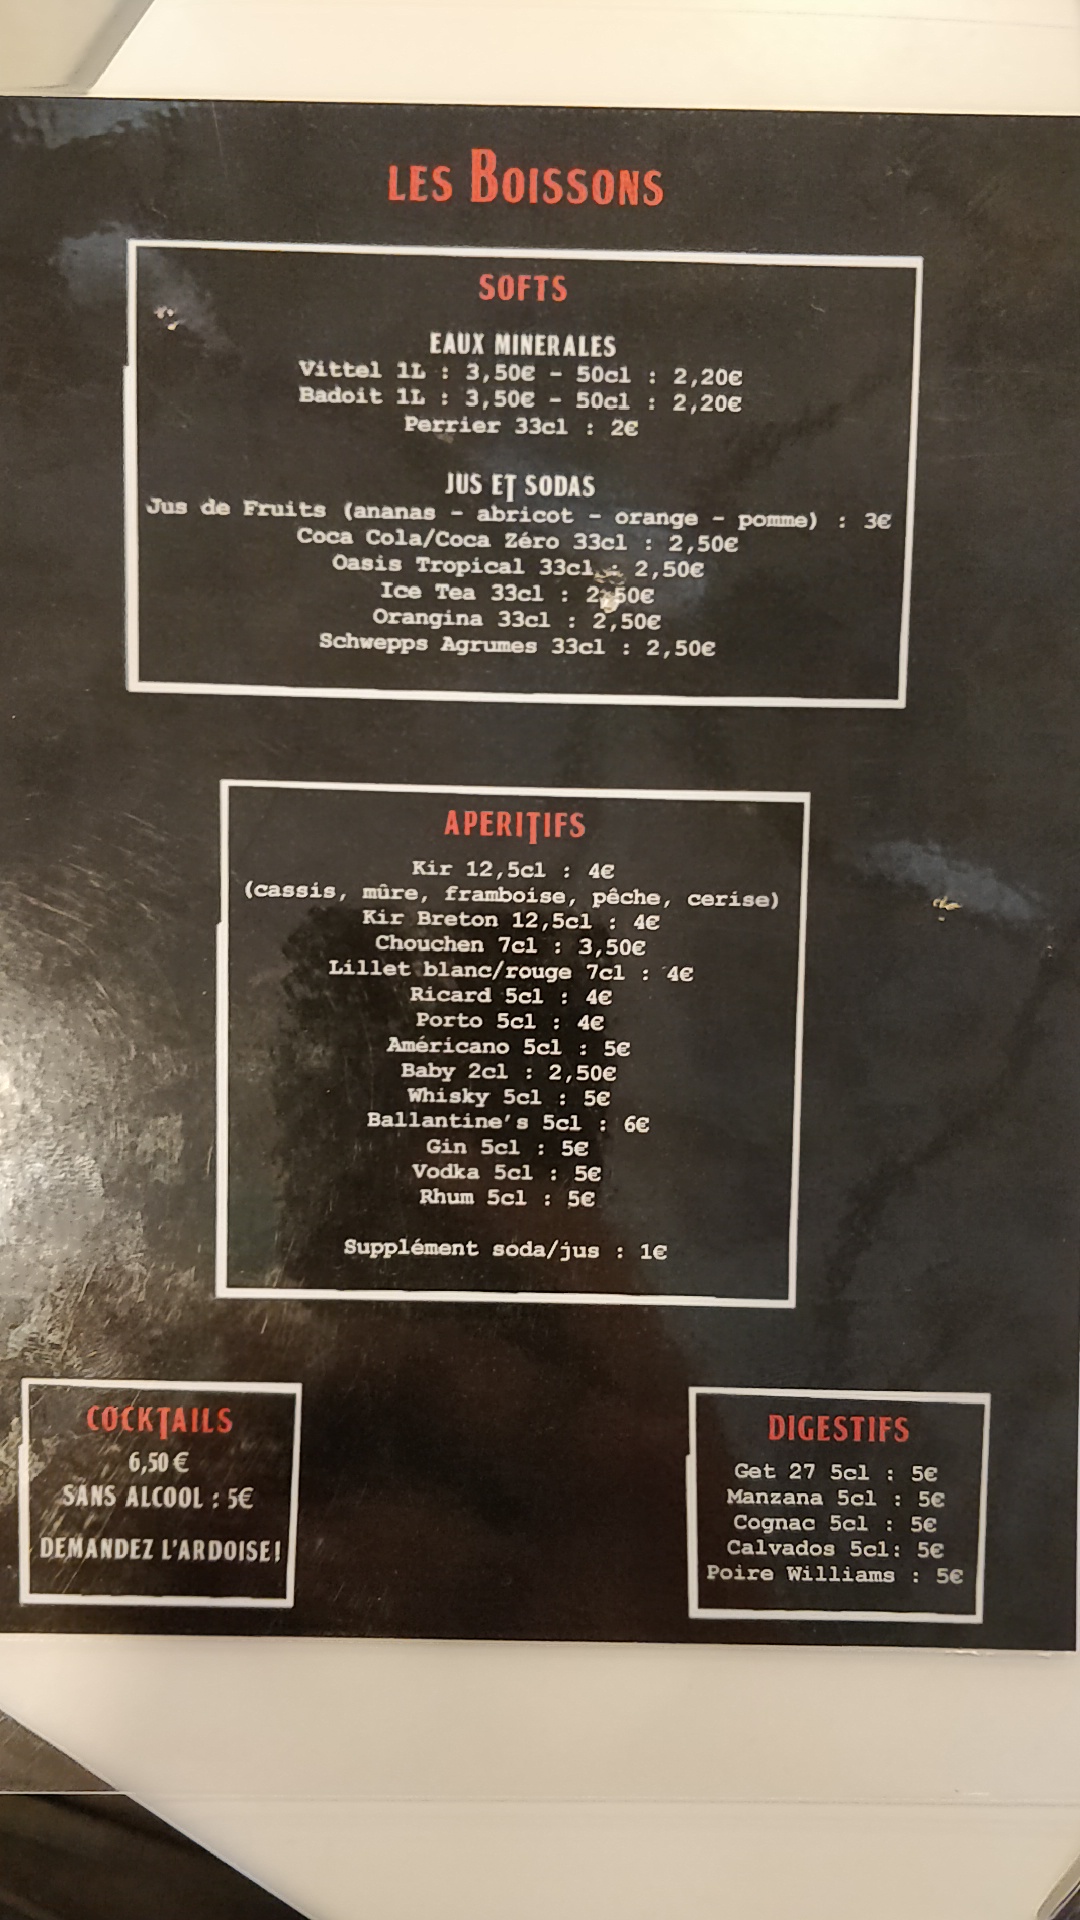 LES BOISSONS
SOFTS
EAUX MINERALES
Vittel 1L : 3,50€ - 50cl : 2,20€
Badoit 1L : 3,50€ - 50cl : 2,20€
Perrier 33cl : 2€
JUS ET SODAS
Jus de Fruits (ananas - abricot - orange - pomme) : 3€
Coca Cola/Coca Zéro 33cl : 2,50€
Oasis Tropical 33cl : 2,50€
Ice Tea 33cl : 2,50€
Orangina 33cl : 2,50€
Schwepps Agrumes 33cl : 2,50€
APERITIFS
Kir 12,5cl : 4€
(cassis, mûre, framboise, pêche, cerise)
Kir Breton 12,5cl : 4€
Chouchen 7cl : 3,50€
Lillet blanc/rouge 7cl : 4€
Ricard 5cl : 4€
Porto 5cl : 4€
Américano 5cl : 5€
Baby 2cl : 2,50€
Whisky 5cl : 5€
Ballantine's 5cl : 6€
Gin 5cl : 5€
Vodka 5cl : 5€
Rhum 5cl : 5€
Supplément soda/jus : 1€
COCKTAILS
6,50€
SANS ALCOOL : 5€
DEMANDEZ L'ARDOISE!
DIGESTIFS
Get 27 5cl : 5€
Manzana 5cl : 5€
Cognac 5cl : 5€
Calvados 5cl: 5€
Poire Williams : 5€